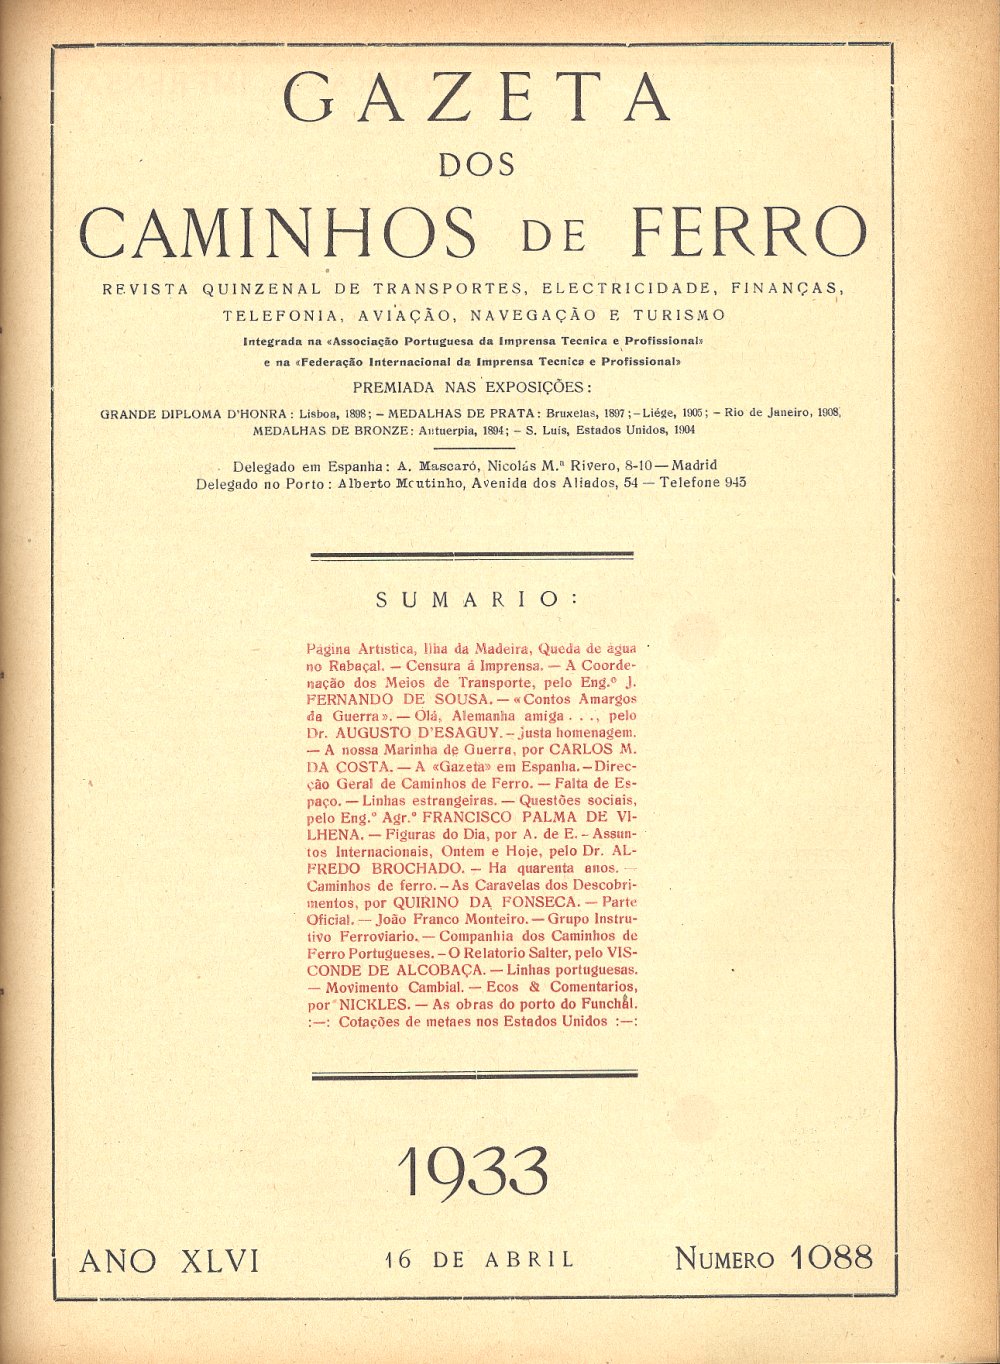 GAZETA
DOS
CAMINHOS DE FERRO
REVISTA QUINZENAL DE TRANSPORTES, ELECTRICIDADE, FINANÇAS,
TELEFONIA, AVIAÇÃO, NAVEGAÇÃO E TURISMO
Integrada na «Associação Portuguesa da Imprensa Tecnica e Profissional»
e na «Federação Internacional da Imprensa Tecnica e Profissional»
PREMIADA NAS EXPOSIÇÕES:
GRANDE DIPLOMA D'HONRA: Lisboa, 1898; – MEDALHAS DE PRATA: Bruxelas, 1897; – Liége, 1905; – Rio de Janeiro, 1908,
MEDALHAS DE BRONZE: Antuerpia, 1894; – S. Luís, Estados Unidos, 1904
Delegado em Espanha: A. Mascaró, Nicolás M.ª Rivero, 8-10 — Madrid
Delegado no Porto: Alberto Moutinho, Avenida dos Aliados, 54 — Telefone 943
SUMARIO:
Página Artistica, Ilha da Madeira, Queda de água
no Rabaçal. — Censura á Imprensa. — A Coorde-
nação dos Meios de Transporte, pelo Eng.º J.
FERNANDO DE SOUSA. — «Contos Amargos
da Guerra». — Olá, Alemanha amiga . . ., pelo
Dr. AUGUSTO D'ESAGUY. – Justa homenagem.
— A nossa Marinha de Guerra, por CARLOS M.
DA COSTA. — A «Gazeta» em Espanha. — Direc-
ção Geral de Caminhos de Ferro. — Falta de Es-
paço. — Linhas estrangeiras. — Questões sociais,
pelo Eng.º Agr.º FRANCISCO PALMA DE VI-
LHENA. — Figuras do Dia, por A. de E. – Assun-
tos Internacionais, Ontem e Hoje, pelo Dr. AL-
FREDO BROCHADO. — Ha quarenta anos. —
Caminhos de ferro. – As Caravelas dos Descobri-
mentos, por QUIRINO DA FONSECA. — Parte
Oficial. — João Franco Monteiro. — Grupo Instru-
tivo Ferroviario. — Companhia dos Caminhos de
Ferro Portugueses. – O Relatorio Salter, pelo VIS-
CONDE DE ALCOBAÇA. — Linhas portuguesas.
— Movimento Cambial. — Ecos & Comentarios,
por NICKLES. — As obras do porto do Funchal.
:—: Cotações de metaes nos Estados Unidos :—:
1933
ANO XLVI 16 DE ABRIL NUMERO 1088